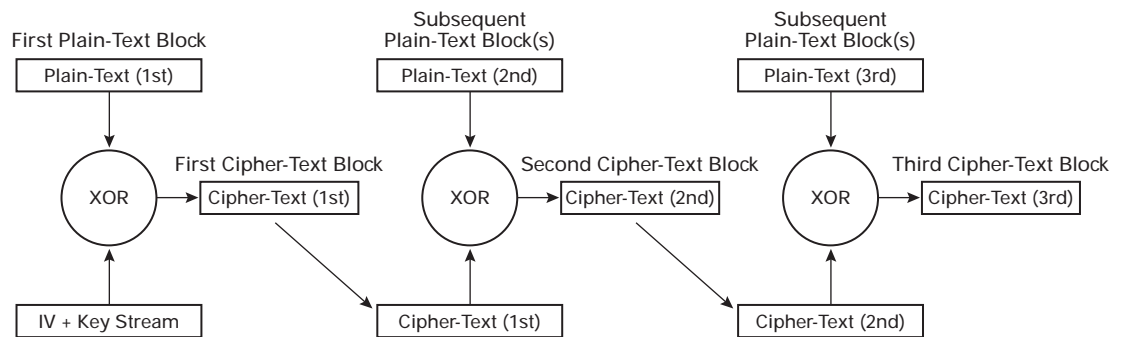 First Plain-Text Block
Plain-Text (1st)
Subsequent
Plain-Text Block(s)
Plain-Text (2nd)
Subsequent
Plain-Text Block(s)
Plain-Text (3rd)
XOR
First Cipher-Text Block
Cipher-Text (1st)
XOR
Second Cipher-Text Block
Cipher-Text (2nd)
XOR
Third Cipher-Text Block
Cipher-Text (3rd)
IV + Key Stream
Cipher-Text (1st)
Cipher-Text (2nd)